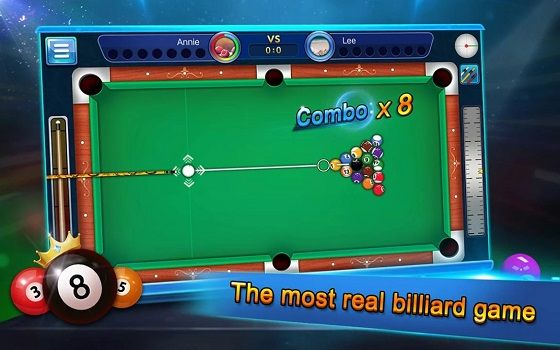 Annie
VS
Lee
0:0
Combo x 8
3
8
5
The most real billiard game